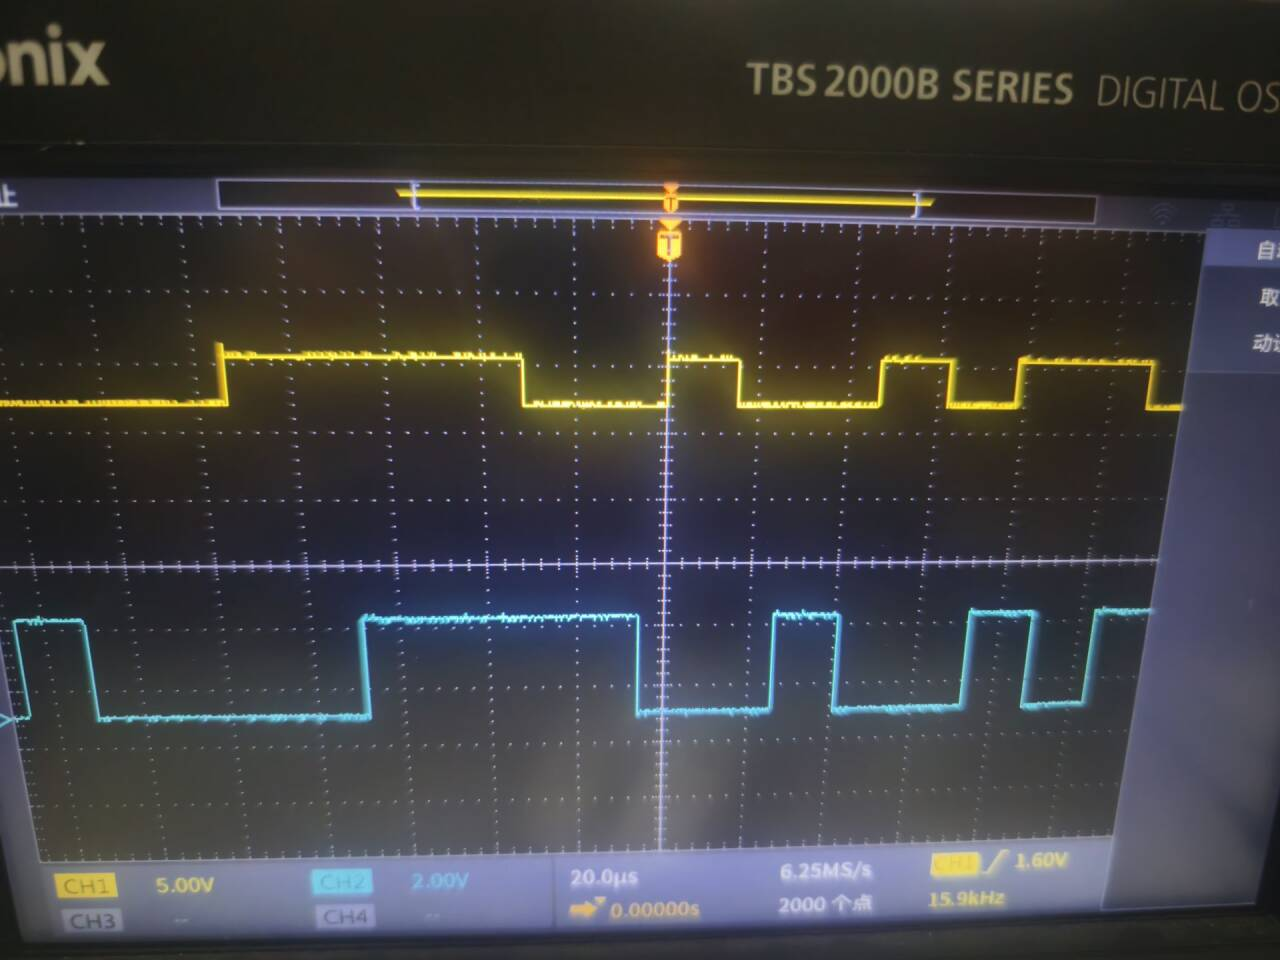 onix
TBS 2000B SERIES DIGITAL OS
止
T
T
自
取
动
CH1 5.00V CH2 2.00V 20.0µs 6.25MS/s CH1 1.60V
CH3 -- CH4 -- 0.00000s 2000 个点 15.9kHz